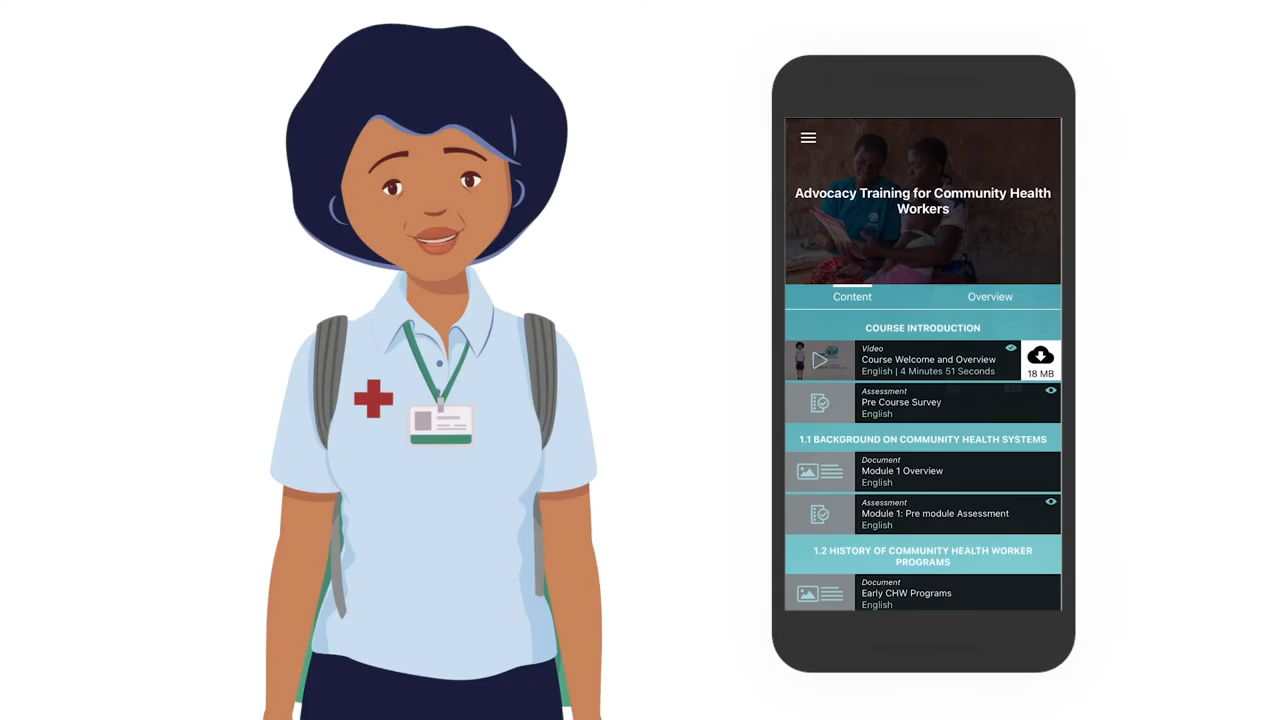 Advocacy Training for Community Health
Workers
Content
Overview
COURSE INTRODUCTION
Video
Course Welcome and Overview
English | 4 Minutes 51 Seconds
18 MB
Assessment
Pre Course Survey
English
1.1 BACKGROUND ON COMMUNITY HEALTH SYSTEMS
Document
Module 1 Overview
English
Assessment
Module 1: Pre module Assessment
English
1.2 HISTORY OF COMMUNITY HEALTH WORKER
PROGRAMS
Document
Early CHW Programs
English